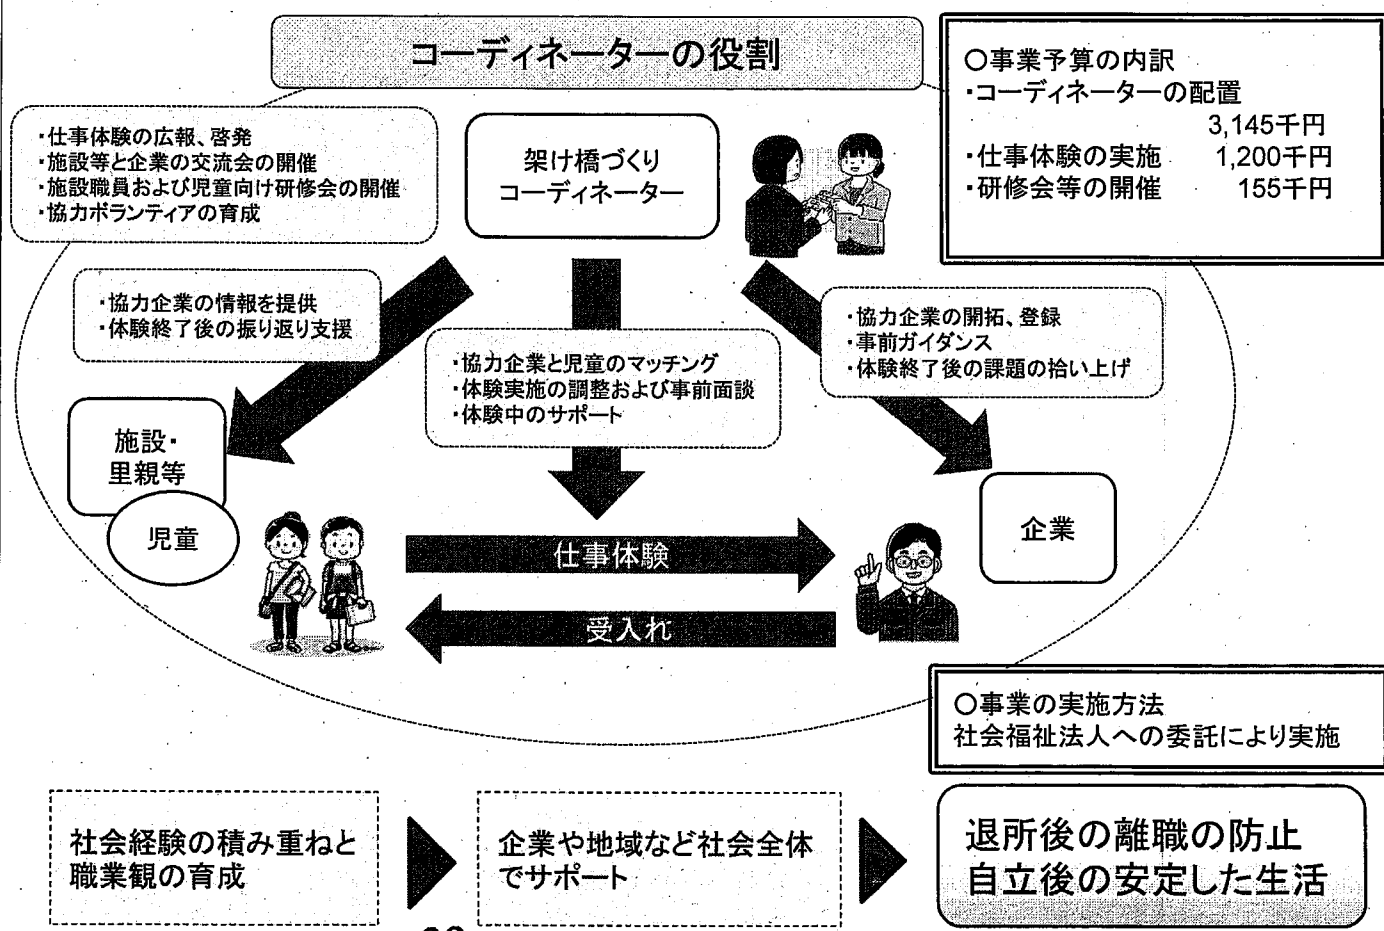 コーディネーターの役割
○事業予算の内訳
・コーディネーターの配置
3,145千円
・仕事体験の実施 1,200千円
・研修会等の開催 155千円
・仕事体験の広報、啓発
・施設等と企業の交流会の開催
・施設職員および児童向け研修会の開催
・協力ボランティアの育成
架け橋づくり
コーディネーター
・協力企業の情報を提供
・体験終了後の振り返り支援
・協力企業と児童のマッチング
・体験実施の調整および事前面談
・体験中のサポート
・協力企業の開拓、登録
・事前ガイダンス
・体験終了後の課題の拾い上げ
施設・
里親等
児童
企業
仕事体験
受入れ
○事業の実施方法
社会福祉法人への委託により実施
社会経験の積み重ねと
職業観の育成
企業や地域など社会全体
でサポート
退所後の離職の防止
自立後の安定した生活